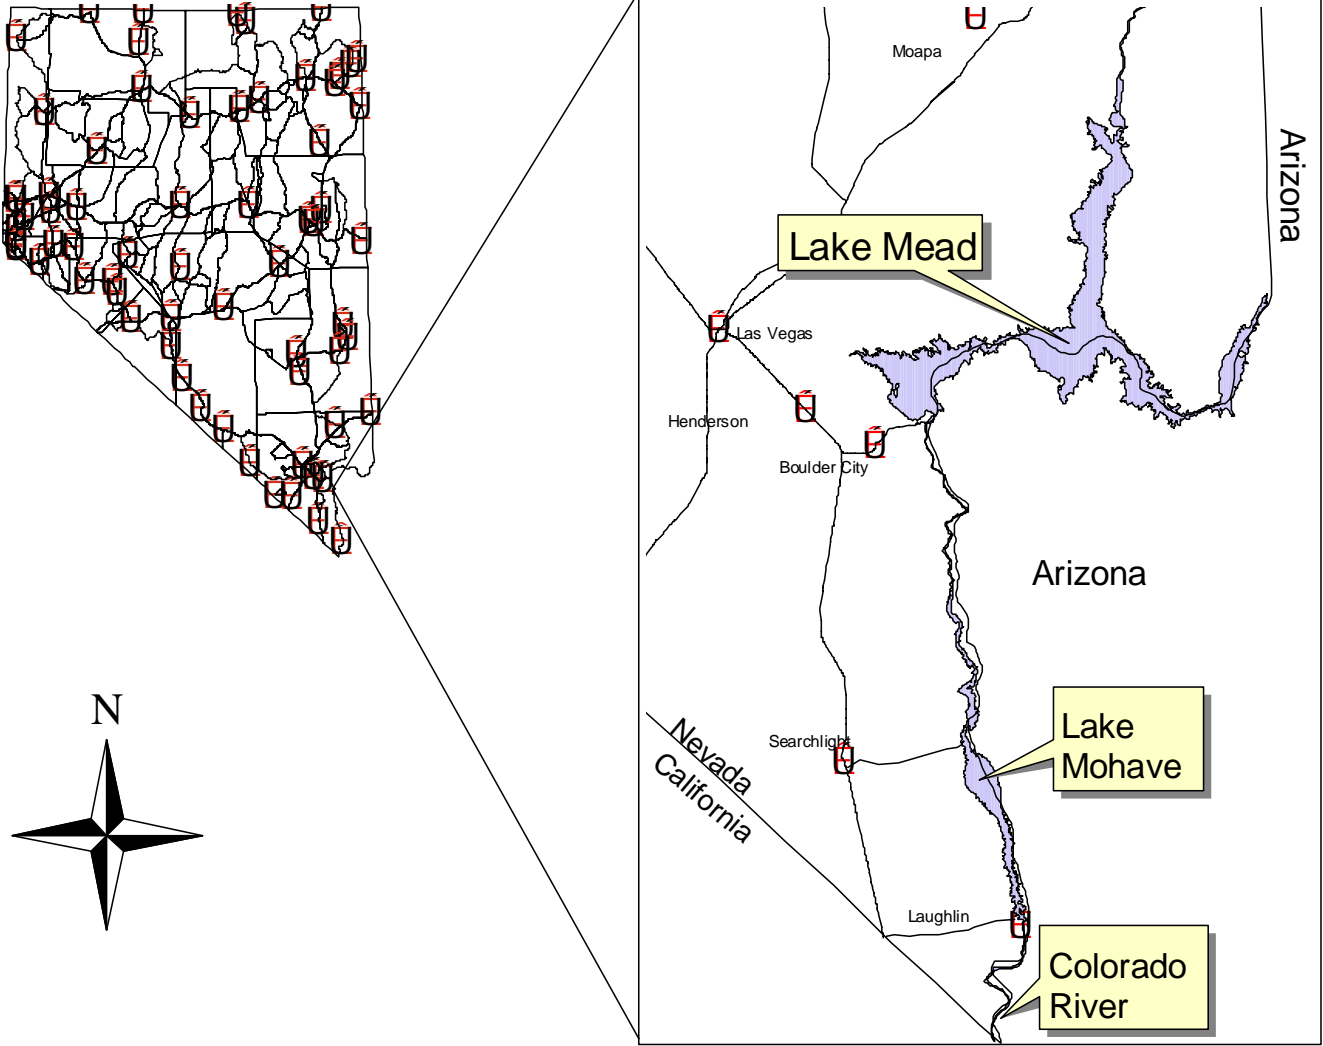 Moapa
Arizona
Lake Mead
Las Vegas
Henderson
Boulder City
Arizona
N
Lake
Mohave
Searchlight
Nevada
California
Laughlin
Colorado
River